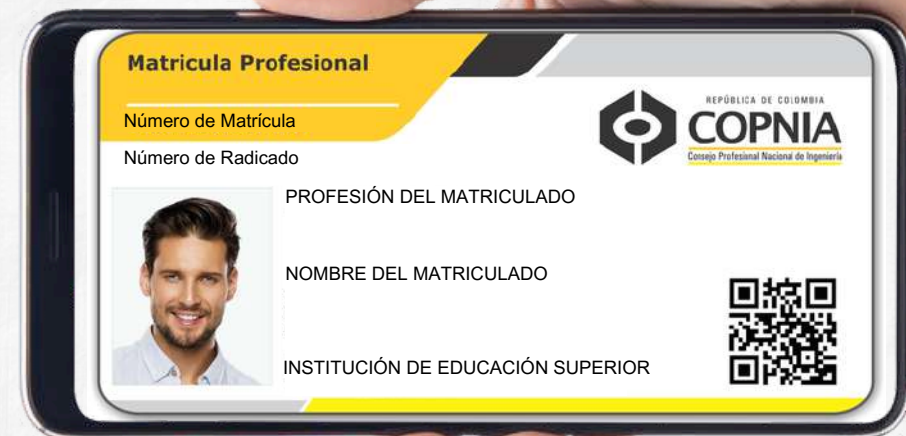 Matricula Profesional
Número de Matrícula
Número de Radicado
REPÚBLICA DE COLOMBIA
COPNIA
Consejo Profesional Nacional de Ingeniería
PROFESIÓN DEL MATRICULADO
NOMBRE DEL MATRICULADO
INSTITUCIÓN DE EDUCACIÓN SUPERIOR